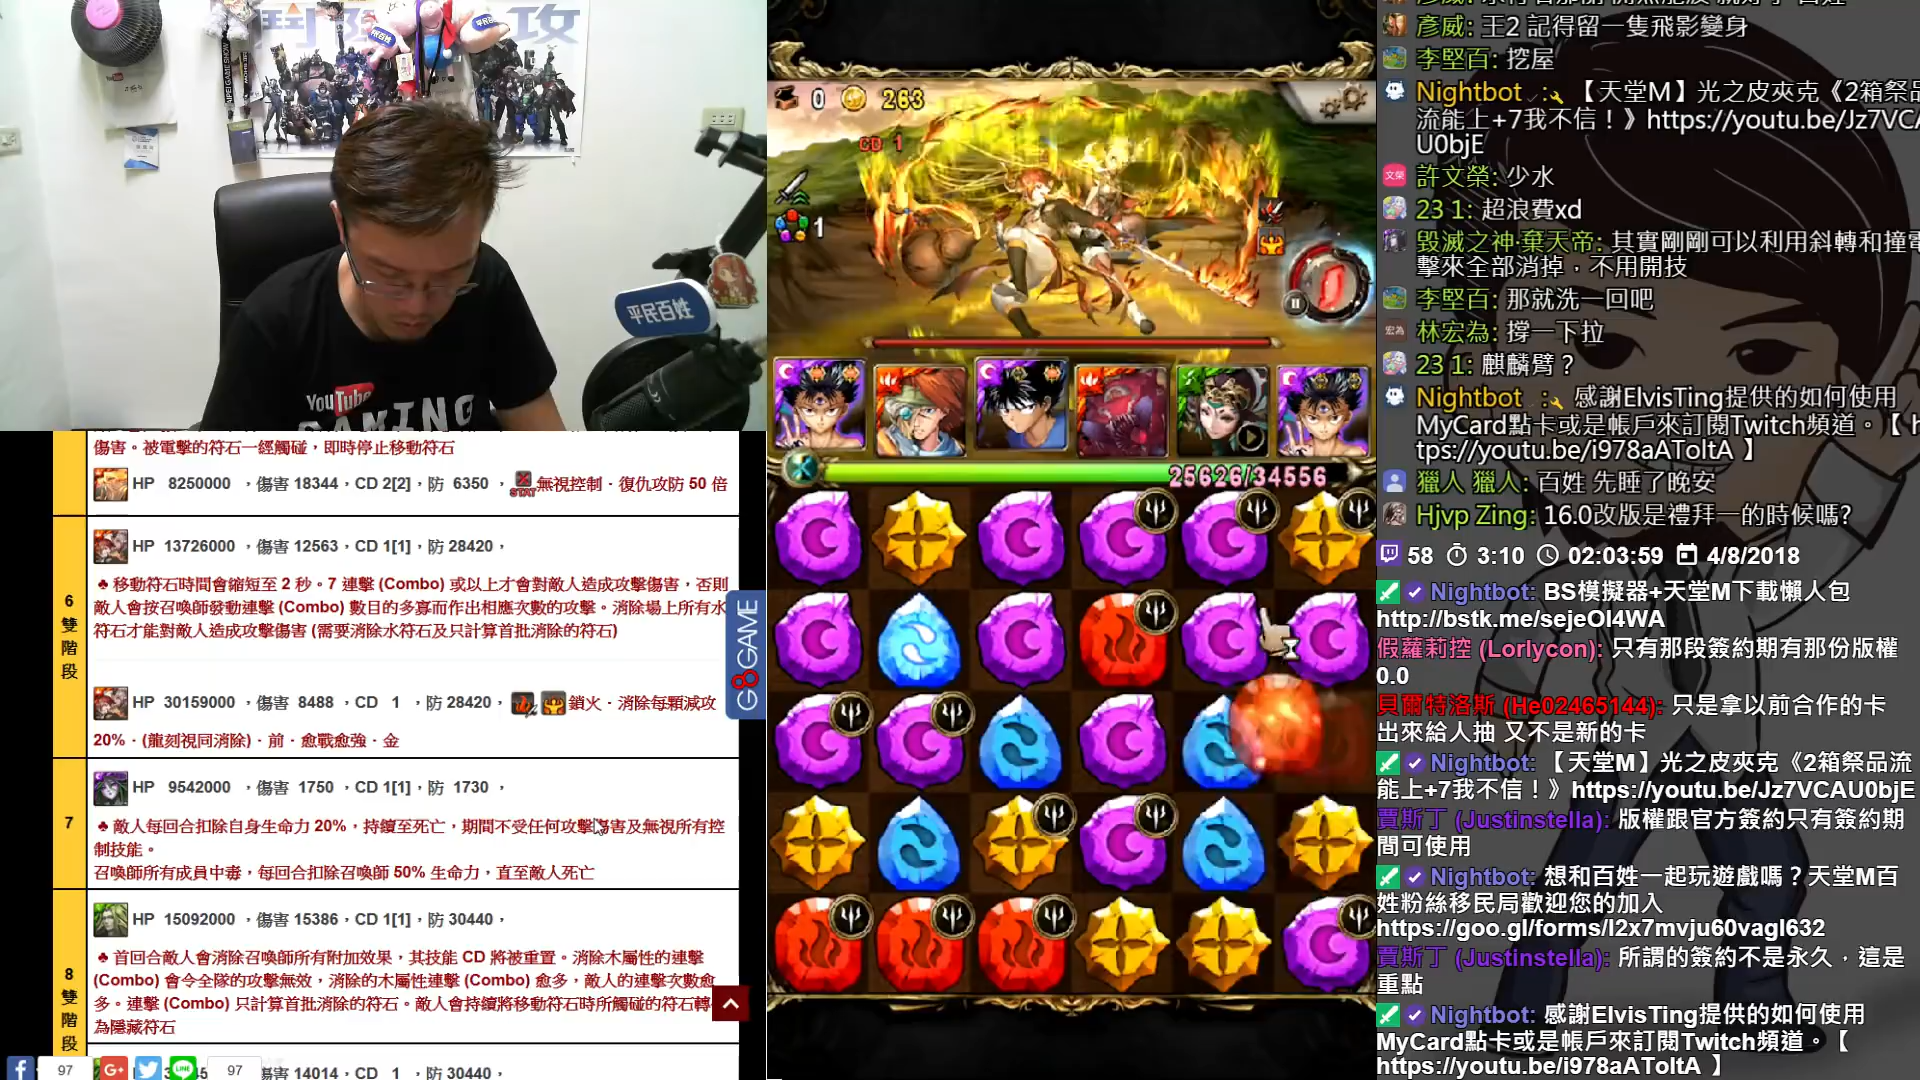 鬥
攻
YouTube
GAMING
平民百姓
傷害。被電擊的符石一經觸碰，即時停止移動符石
HP 8250000 ，傷害 18344，CD 2[2]，防 6350 ，無視控制．復仇攻防 50 倍
6
雙
階
段
HP 13726000 ，傷害 12563，CD 1[1]，防 28420，
♣ 移動符石時間會縮短至 2 秒。7 連擊 (Combo) 或以上才會對敵人造成攻擊傷害，否則
敵人會按召喚師發動連擊 (Combo) 數目的多寡而作出相應次數的攻擊。消除場上所有水
符石才能對敵人造成攻擊傷害 (需要消除水符石及只計算首批消除的符石)
HP 30159000 ，傷害 8488，CD 1 ，防 28420，鎖火．消除每顆減攻
20%．(龍刻視同消除)．前．愈戰愈強．金
7
HP 9542000 ，傷害 1750，CD 1[1]，防 1730 ，
♣ 敵人每回合扣除自身生命力 20%，持續至死亡，期間不受任何攻擊傷害及無視所有控
制技能。
召喚師所有成員中毒，每回合扣除召喚師 50% 生命力，直至敵人死亡
8
雙
階
段
HP 15092000 ，傷害 15386，CD 1[1]，防 30440，
♣ 首回合敵人會消除召喚師所有附加效果，其技能 CD 將被重置。消除木屬性的連擊
(Combo) 會令全隊的攻擊無效，消除的木屬性連擊 (Combo) 愈多，敵人的連擊次數愈
多。連擊 (Combo) 只計算首批消除的符石。敵人會持續將移動符石時所觸碰的符石轉
為隱藏符石
傷害 14014，CD 1 ，防 30440，
97
97
G8GAME
0 263
CD 1
1
25626/34556
彥威: 王2 記得留一隻飛影變身
李堅百: 挖屋
Nightbot : 【天堂M】光之皮夾克《2箱祭品
流能上+7我不信！》https://youtu.be/Jz7VCA
U0bjE
許文榮: 少水
23 1: 超浪費xd
毀滅之神·棄天帝: 其實剛剛可以利用斜轉和撞電
擊來全部消掉，不用開技
李堅百: 那就洗一回吧
林宏為: 撐一下拉
23 1: 麒麟臂？
Nightbot : 感謝ElvisTing提供的如何使用
MyCard點卡或是帳戶來訂閱Twitch頻道。【 h
tps://youtu.be/i978aAToltA 】
獵人 獵人: 百姓 先睡了晚安
Hjvp Zing: 16.0改版是禮拜一的時候嗎?
58 3:10 02:03:59 4/8/2018
Nightbot: BS模擬器+天堂M下載懶人包
http://bstk.me/sejeOI4WA
假蘿莉控 (Lorlycon): 只有那段簽約期有那份版權
0.0
貝爾特洛斯 (He02465144): 只是拿以前合作的卡
出來給人抽 又不是新的卡
Nightbot: 【天堂M】光之皮夾克《2箱祭品流
能上+7我不信！》https://youtu.be/Jz7VCAU0bjE
賈斯丁 (Justinstella): 版權跟官方簽約只有簽約期
間可使用
Nightbot: 想和百姓一起玩遊戲嗎？天堂M百
姓粉絲移民局歡迎您的加入
https://goo.gl/forms/l2x7mvju60vagI632
賈斯丁 (Justinstella): 所謂的簽約不是永久，這是
重點
Nightbot: 感謝ElvisTing提供的如何使用
MyCard點卡或是帳戶來訂閱Twitch頻道。【
https://youtu.be/i978aAToltA 】